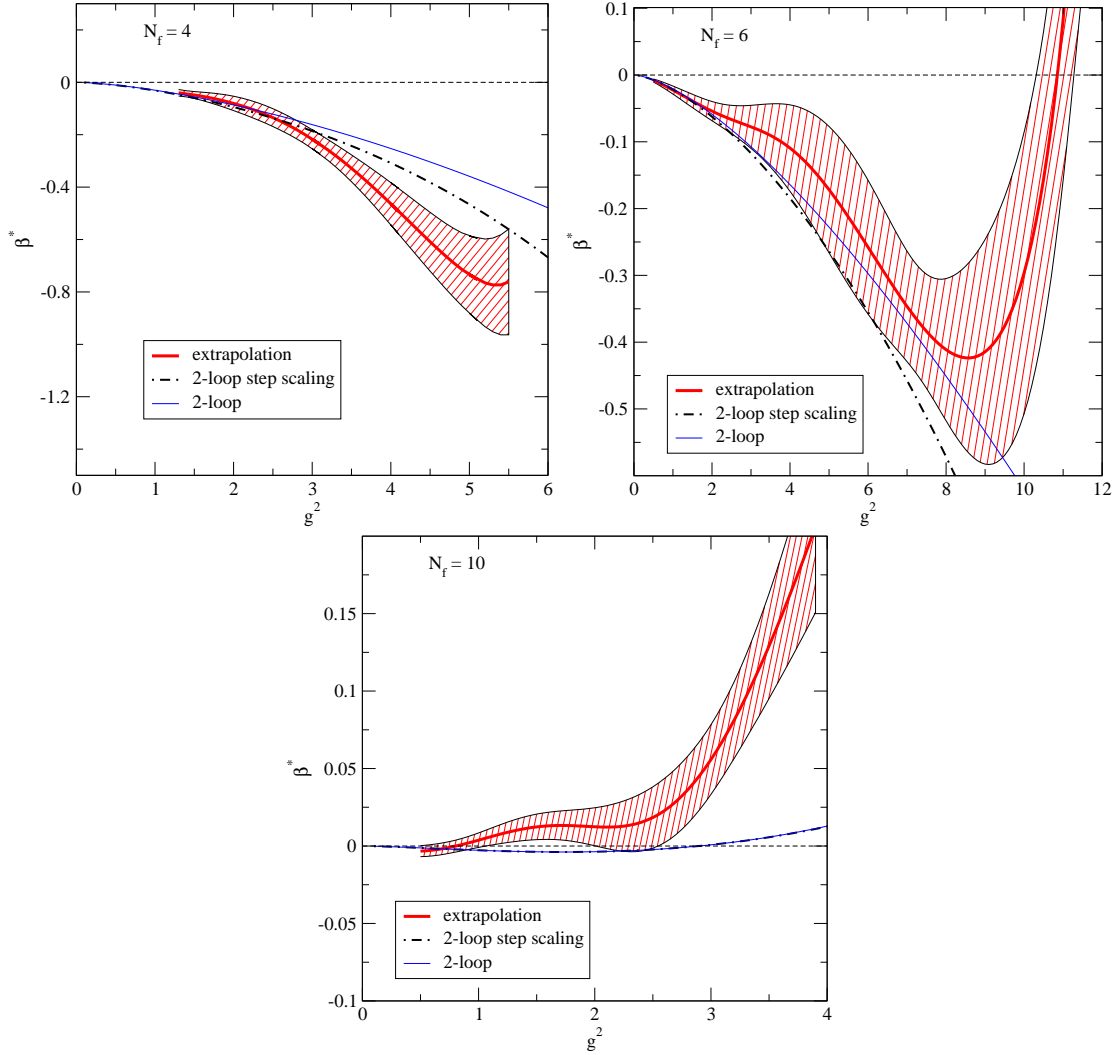 N_f = 4
0
-0.4
-0.8
-1.2
β*
0 1 2 3 4 5 6
g^2
extrapolation
2-loop step scaling
2-loop
N_f = 6
0.1
0
-0.1
-0.2
-0.3
-0.4
-0.5
β*
0 2 4 6 8 10 12
g^2
extrapolation
2-loop step scaling
2-loop
N_f = 10
0.15
0.1
0.05
0
-0.05
-0.1
β*
0 1 2 3 4
g^2
extrapolation
2-loop step scaling
2-loop